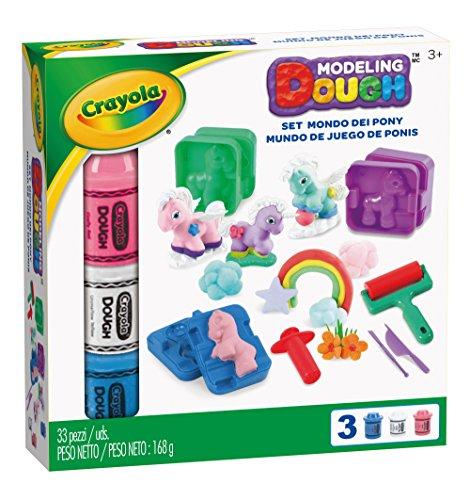 Crayola
MODELING
DOUGH
™
MC
3+
SET MONDO DEI PONY
MUNDO DE JUEGO DE PONIS
Crayola
DOUGH
Crayola
DOUGH
Crayola
DOUGH
33 pezzi / uds.
PESO NETTO / PESO NETO : 168 g
3